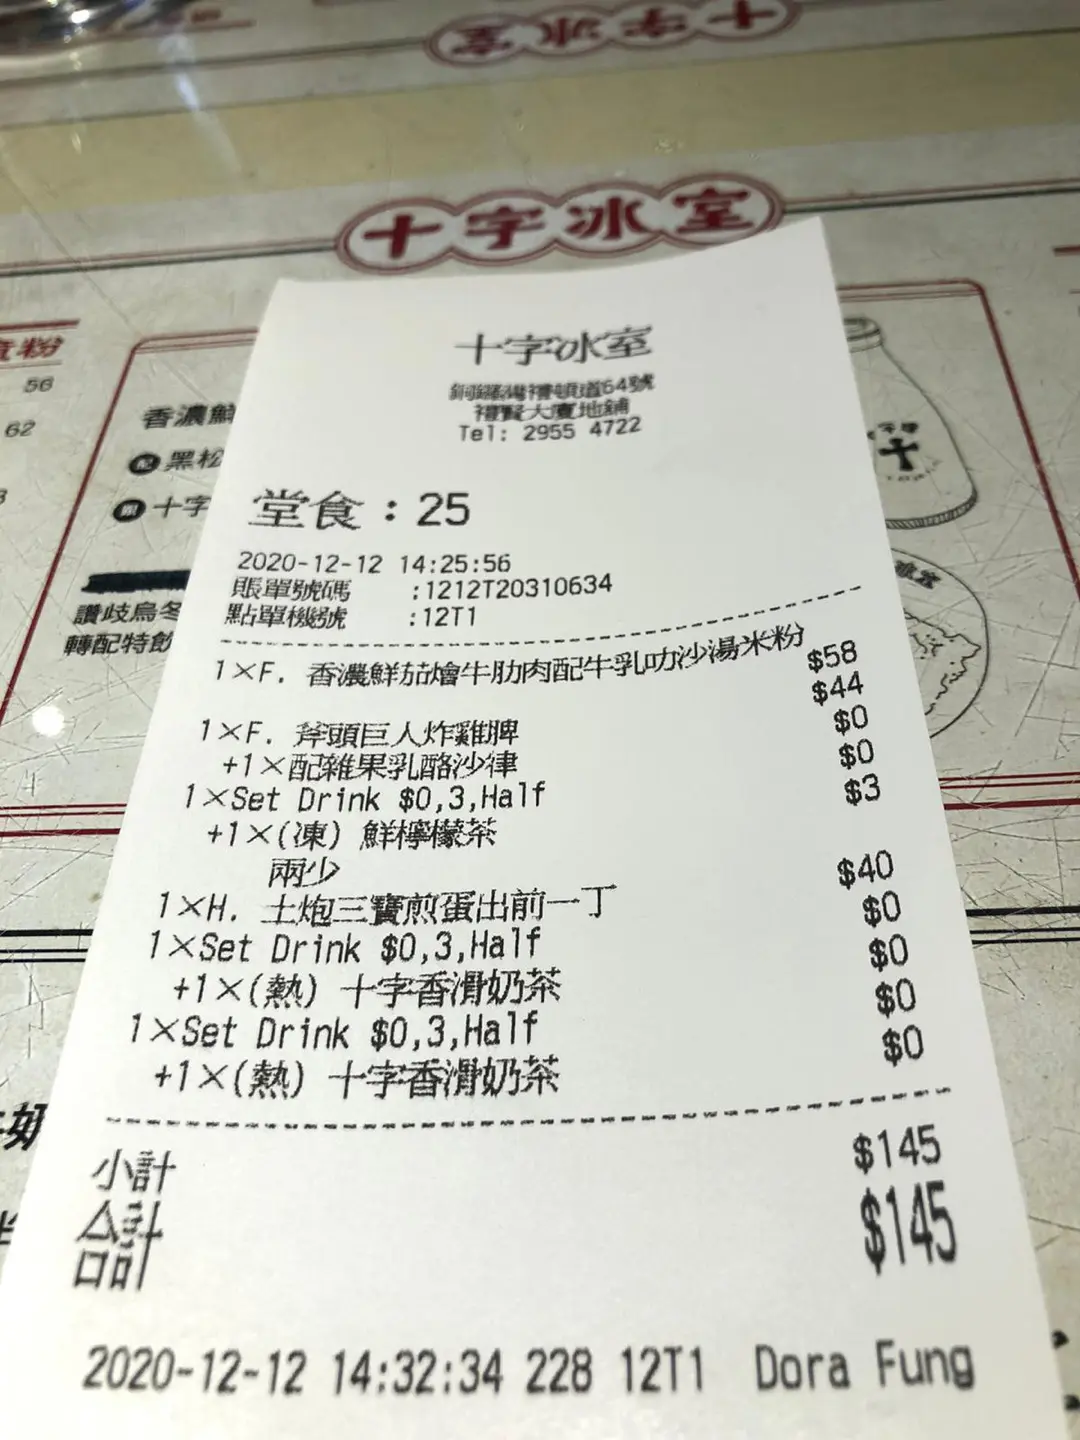 十字冰室
十字冰室
56
62
香濃鮮
配 黑松
十字
讚岐烏冬
轉配特飲
十字冰室
銅鑼灣禮頓道64號
禮賢大廈地鋪
Tel: 2955 4722
堂食：25
2020-12-12 14:25:56
賬單號碼 :1212T20310634
點單機號 :12T1
1×F. 香濃鮮茄燴牛肋肉配牛乳叻沙湯米粉 $58
$44
1×F. 斧頭巨人炸雞髀 $0
+1×配雜果乳酪沙律 $0
1×Set Drink $0,3,Half $3
+1×(凍) 鮮檸檬茶
兩少 $40
1×H. 土炮三寶煎蛋出前一丁 $0
1×Set Drink $0,3,Half $0
+1×(熱) 十字香滑奶茶 $0
1×Set Drink $0,3,Half $0
+1×(熱) 十字香滑奶茶
小計 $145
合計 $145
2020-12-12 14:32:34 228 12T1 Dora Fung